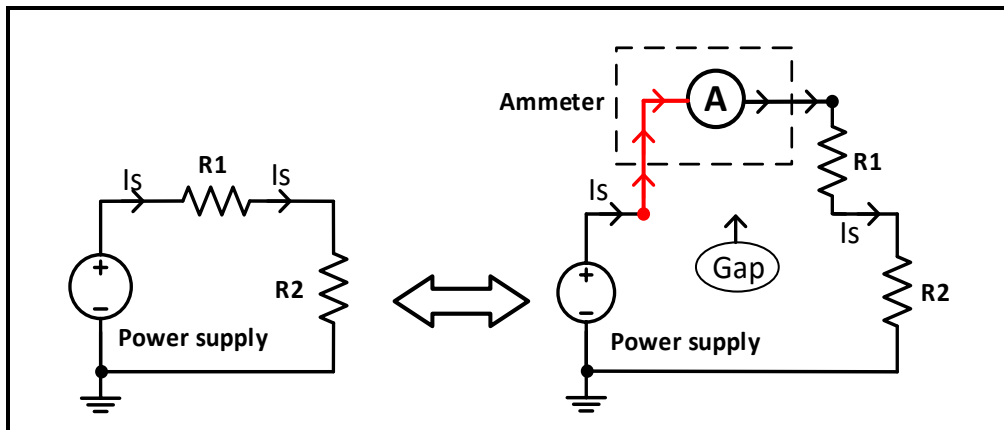 R1
Is
Is
+
R2
−
Power supply
Ammeter
A
R1
Is
Is
Gap
+
R2
−
Power supply